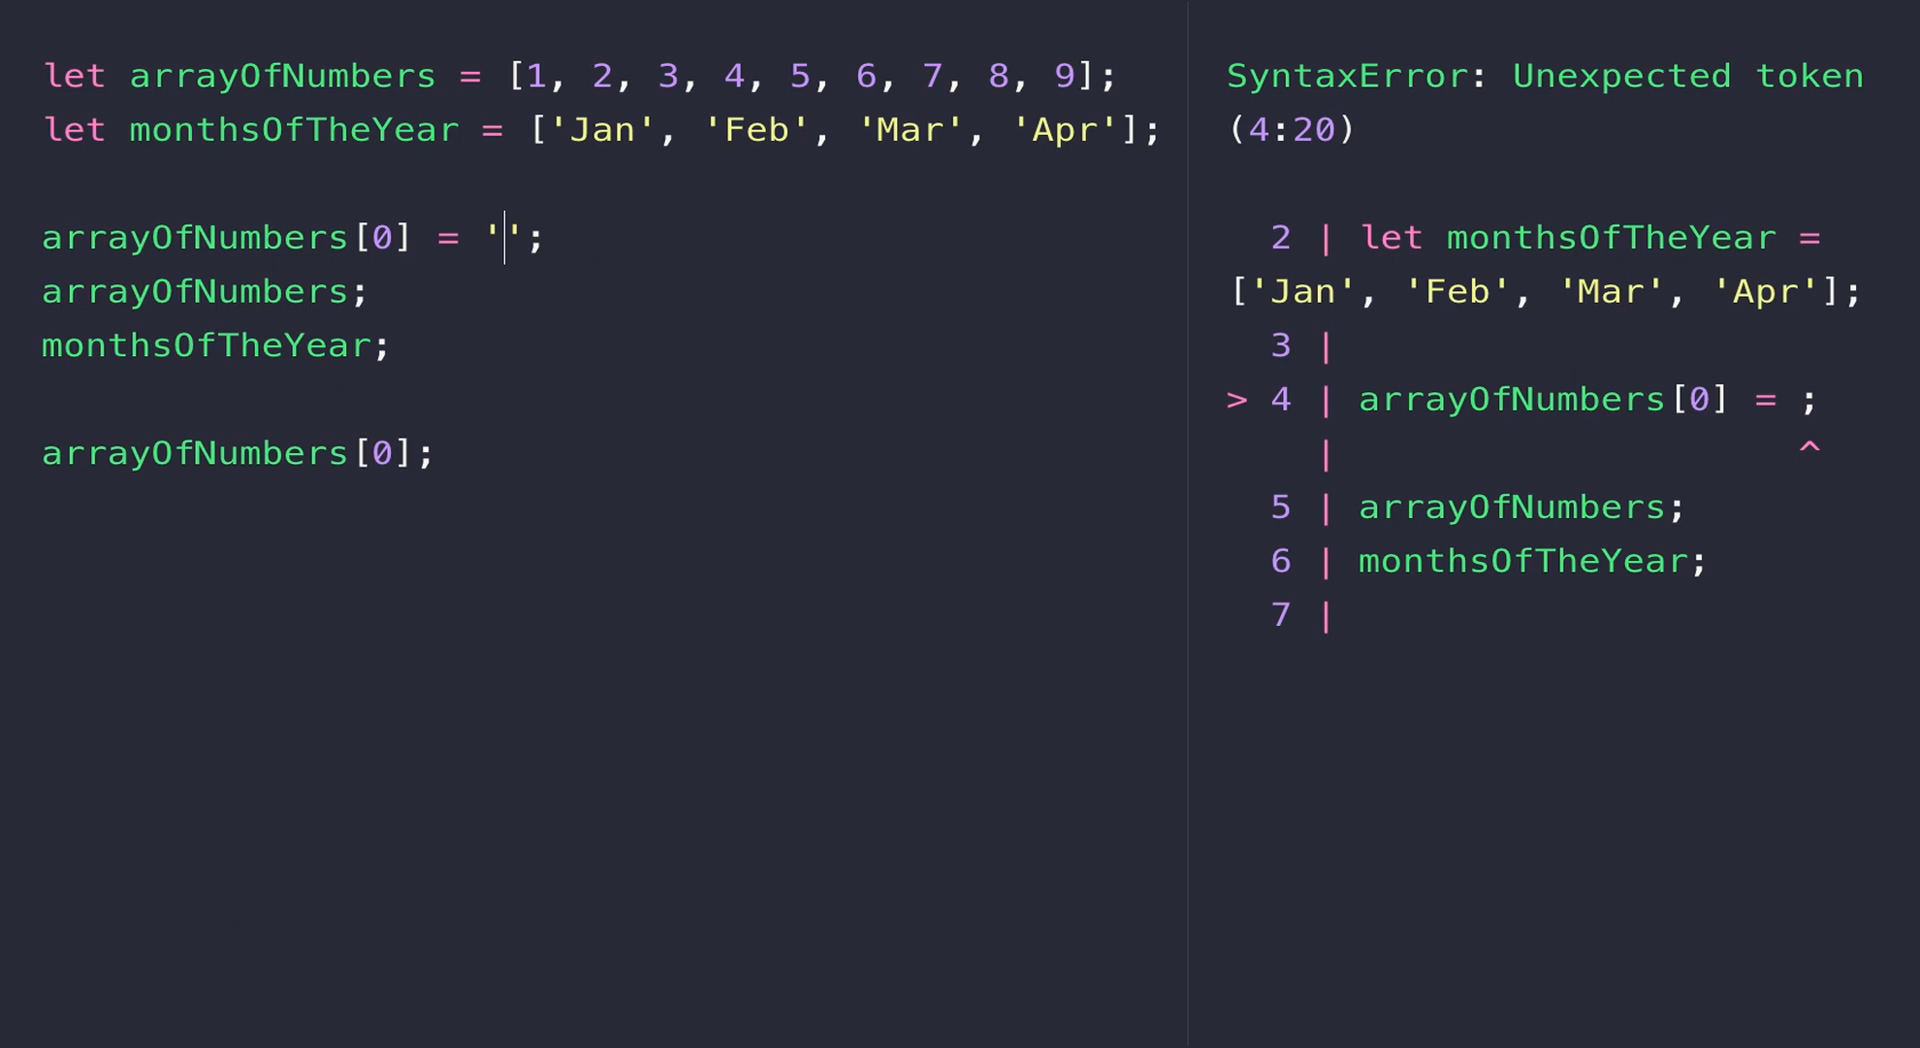 let arrayOfNumbers = [1, 2, 3, 4, 5, 6, 7, 8, 9];
let monthsOfTheYear = ['Jan', 'Feb', 'Mar', 'Apr'];
arrayOfNumbers[0] = '';
arrayOfNumbers;
monthsOfTheYear;
arrayOfNumbers[0];
SyntaxError: Unexpected token
(4:20)
2 | let monthsOfTheYear =
['Jan', 'Feb', 'Mar', 'Apr'];
3 |
> 4 | arrayOfNumbers[0] = ;
| ^
5 | arrayOfNumbers;
6 | monthsOfTheYear;
7 |